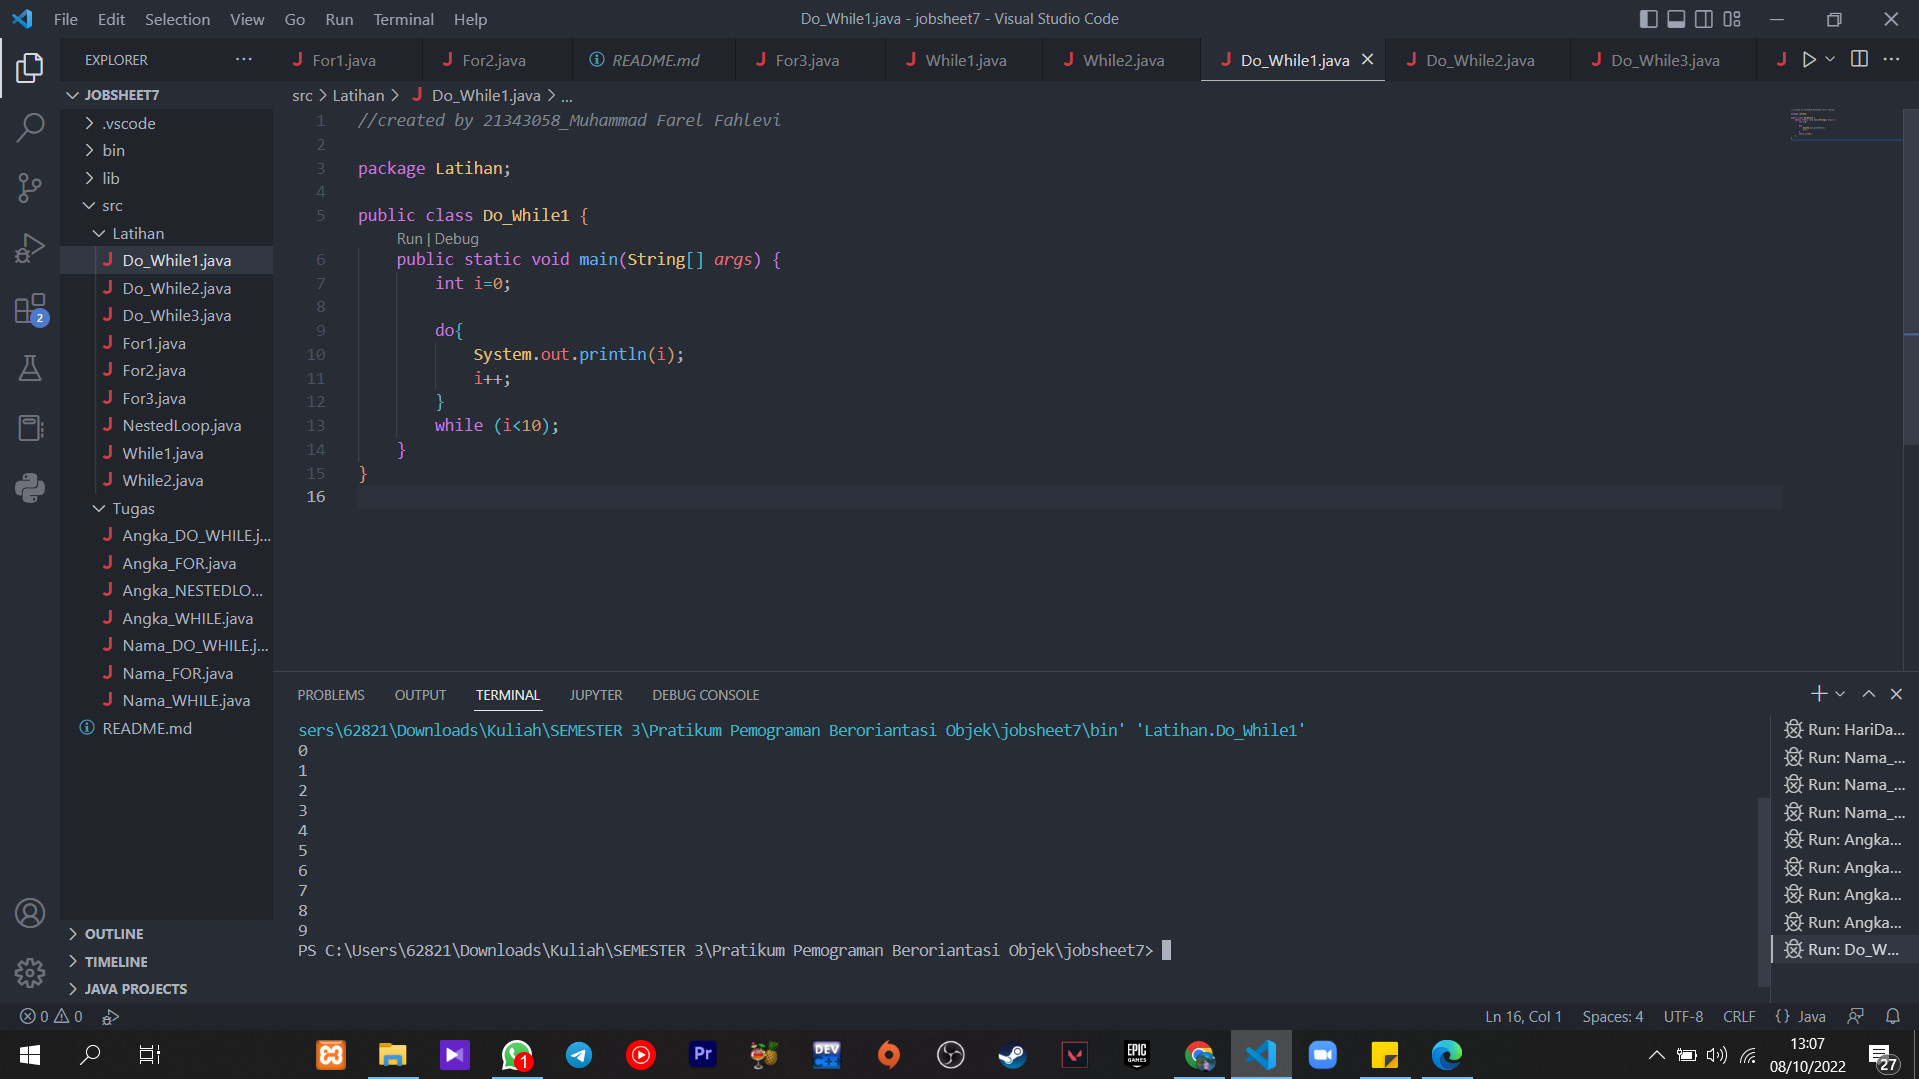 File Edit Selection View Go Run Terminal Help
Do_While1.java - jobsheet7 - Visual Studio Code
EXPLORER
For1.java For2.java README.md For3.java While1.java While2.java Do_While1.java Do_While2.java Do_While3.java
JOBSHEET7
.vscode
bin
lib
src
Latihan
Do_While1.java
Do_While2.java
Do_While3.java
For1.java
For2.java
For3.java
NestedLoop.java
While1.java
While2.java
Tugas
Angka_DO_WHILE.j...
Angka_FOR.java
Angka_NESTEDLO...
Angka_WHILE.java
Nama_DO_WHILE.j...
Nama_FOR.java
Nama_WHILE.java
README.md
OUTLINE
TIMELINE
JAVA PROJECTS
2
src > Latihan > Do_While1.java > ...
1 //created by 21343058_Muhammad Farel Fahlevi
2
3 package Latihan;
4
5 public class Do_While1 {
Run | Debug
6 public static void main(String[] args) {
7 int i=0;
8
9 do{
10 System.out.println(i);
11 i++;
12 }
13 while (i<10);
14 }
15 }
16
PROBLEMS OUTPUT TERMINAL JUPYTER DEBUG CONSOLE
sers\62821\Downloads\Kuliah\SEMESTER 3\Pratikum Pemograman Beroriantasi Objek\jobsheet7\bin' 'Latihan.Do_While1'
0
1
2
3
4
5
6
7
8
9
PS C:\Users\62821\Downloads\Kuliah\SEMESTER 3\Pratikum Pemograman Beroriantasi Objek\jobsheet7>
Run: HariDa...
Run: Nama_...
Run: Nama_...
Run: Nama_...
Run: Angka...
Run: Angka...
Run: Angka...
Run: Angka...
Run: Do_W...
0 0
Ln 16, Col 1 Spaces: 4 UTF-8 CRLF {} Java
1
Pr
DEV C++
EPIC GAMES
13:07
08/10/2022
27